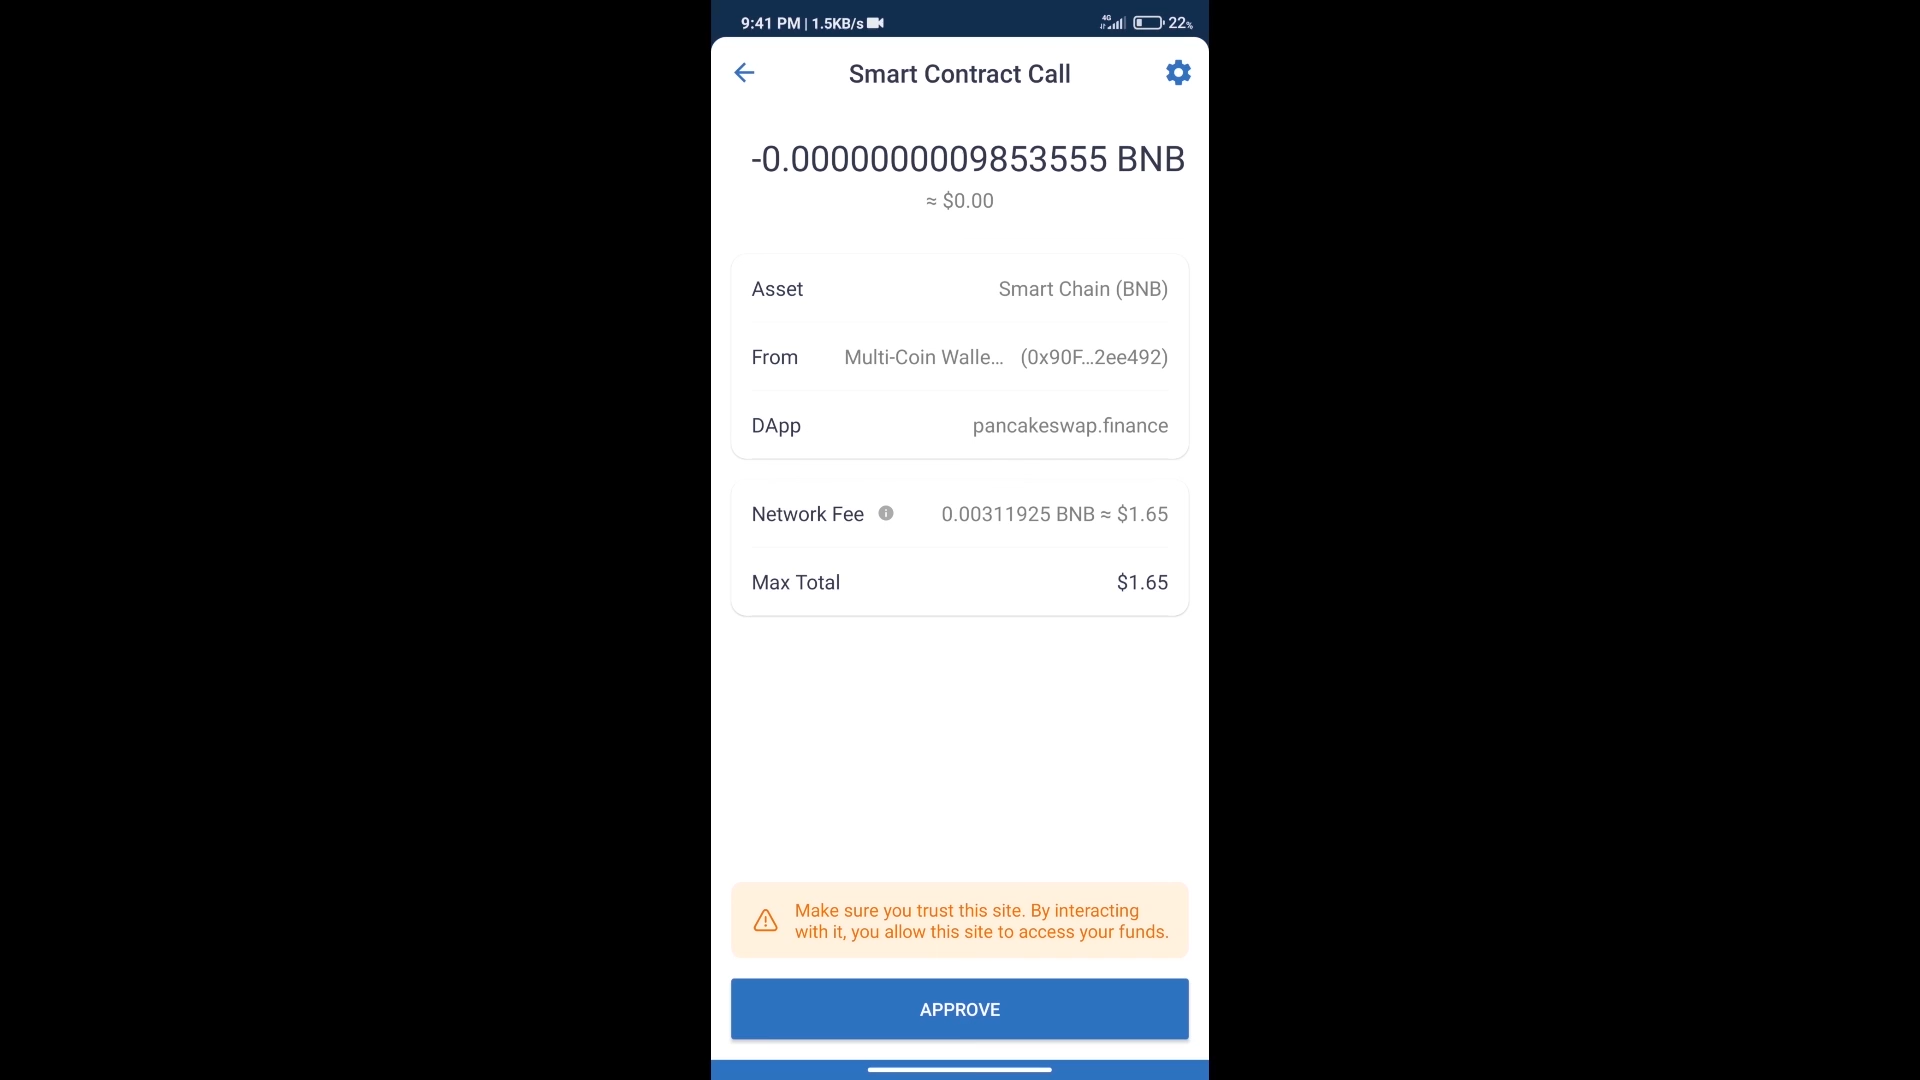 9:41 PM | 1.5KB/s 4G 22%
Smart Contract Call
-0.0000000009853555 BNB
≈ $0.00
Asset Smart Chain (BNB)
From Multi-Coin Walle... (0x90F...2ee492)
DApp pancakeswap.finance
Network Fee 0.00311925 BNB ≈ $1.65
Max Total $1.65
Make sure you trust this site. By interacting
with it, you allow this site to access your funds.
APPROVE